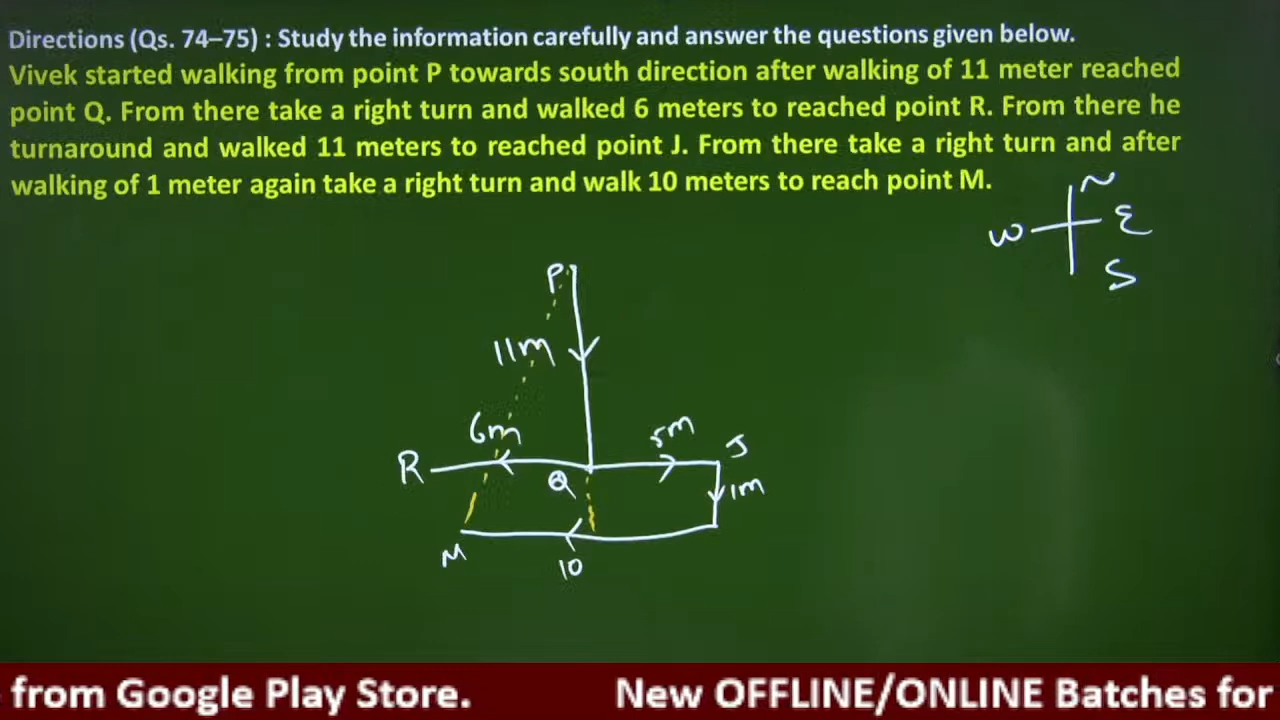 Directions (Qs. 74–75) : Study the information carefully and answer the questions given below.
Vivek started walking from point P towards south direction after walking of 11 meter reached
point Q. From there take a right turn and walked 6 meters to reached point R. From there he
turnaround and walked 11 meters to reached point J. From there take a right turn and after
walking of 1 meter again take a right turn and walk 10 meters to reach point M.
N
W E
S
P
11m
6m 5m J
R Q 1m
M 10
from Google Play Store. New OFFLINE/ONLINE Batches for